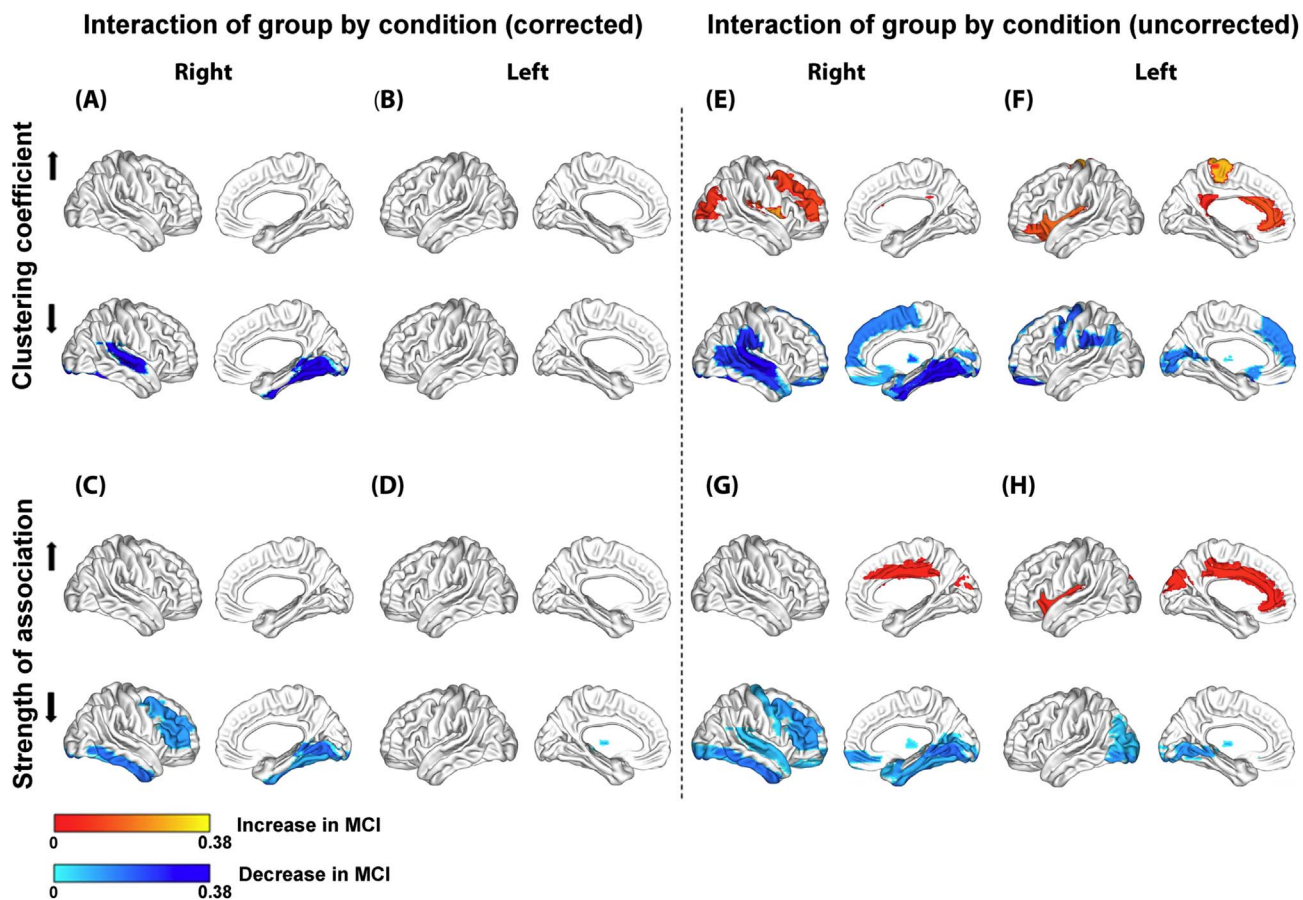 Interaction of group by condition (corrected)
Interaction of group by condition (uncorrected)
Right
Left
Right
Left
(A)
(B)
(E)
(F)
Clustering coefficient
(C)
(D)
(G)
(H)
Strength of association
Increase in MCI
0
0.38
Decrease in MCI
0
0.38